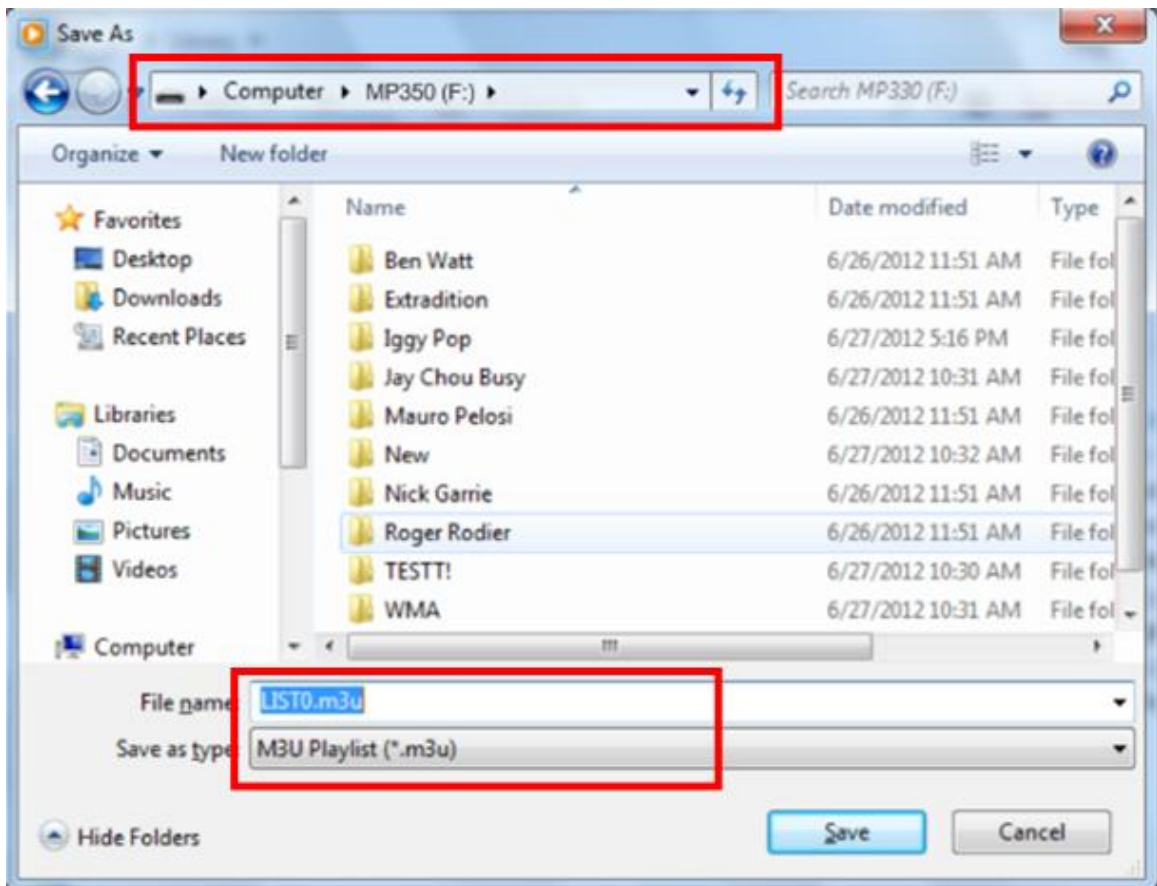 Save As
Computer MP350 (F:) Search MP330 (F:)
Organize New folder
Name Date modified Type
Favorites
Desktop
Downloads
Recent Places
Libraries
Documents
Music
Pictures
Videos
Computer
Ben Watt 6/26/2012 11:51 AM File fol
Extradition 6/26/2012 11:51 AM File fol
Iggy Pop 6/27/2012 5:16 PM File fol
Jay Chou Busy 6/27/2012 10:31 AM File fol
Mauro Pelosi 6/26/2012 11:51 AM File fol
New 6/27/2012 10:32 AM File fol
Nick Garrie 6/26/2012 11:51 AM File fol
Roger Rodier 6/26/2012 11:51 AM File fol
TESTT! 6/27/2012 10:30 AM File fol
WMA 6/27/2012 10:31 AM File fol
File name: LIST0.m3u
Save as type: M3U Playlist (*.m3u)
Hide Folders Save Cancel